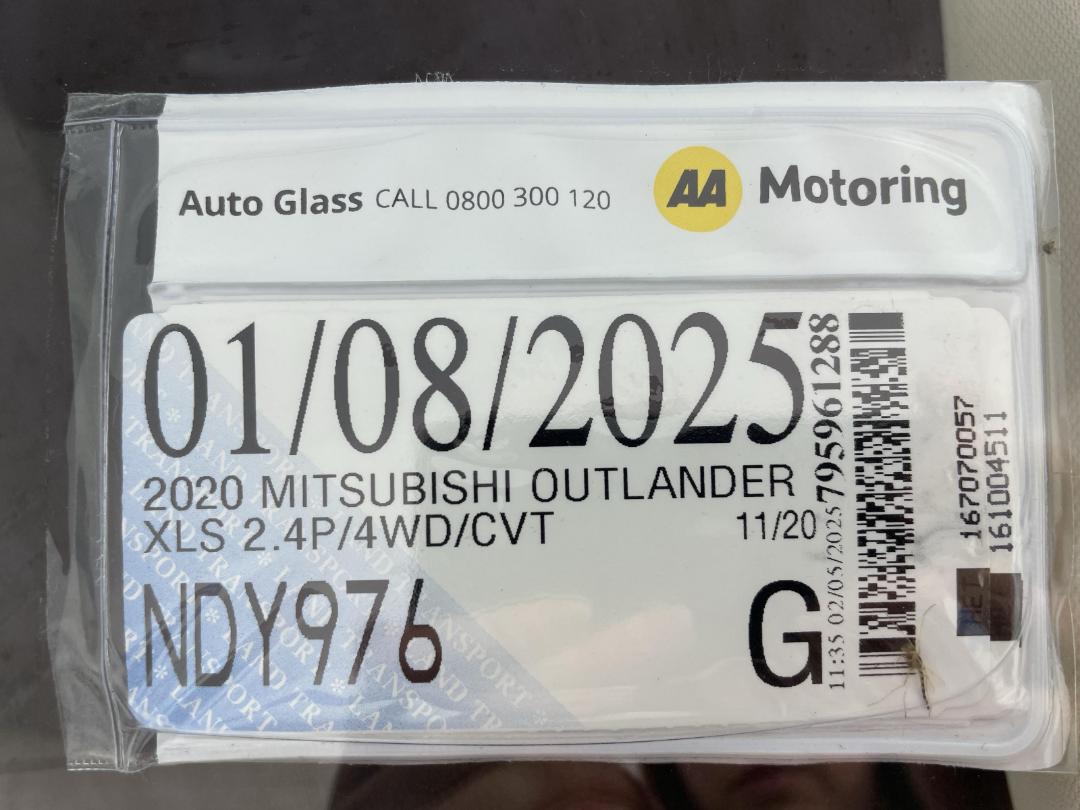 Auto Glass CALL 0800 300 120
AA Motoring
01/08/2025
2020 MITSUBISHI OUTLANDER
XLS 2.4P/4WD/CVT 11/20
NDY976 G
11:35 02/05/2025 795961288
167070057
161004511